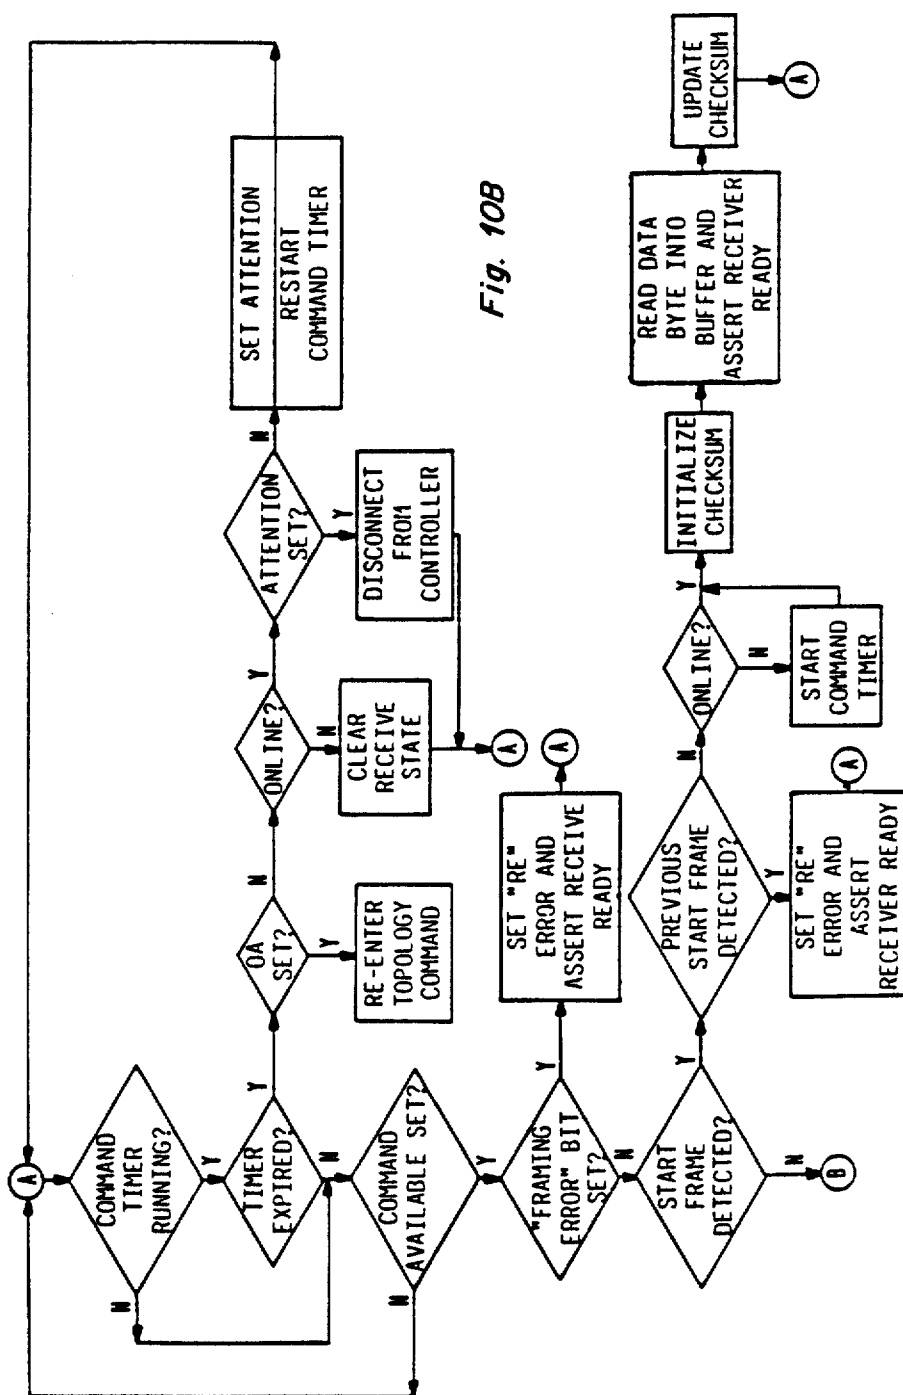 A
COMMAND
TIMER
RUNNING?
N
Y
TIMER
EXPIRED?
Y
N
OA
SET?
N
Y
RE-ENTER
TOPOLOGY
COMMAND
ONLINE?
Y
N
CLEAR
RECEIVE
STATE
ATTENTION
SET?
N
Y
DISCONNECT
FROM
CONTROLLER
SET ATTENTION
RESTART
COMMAND TIMER
A
COMMAND
AVAILABLE SET?
N
Y
"FRAMING
ERROR" BIT
SET?
Y
N
SET "RE"
ERROR AND
ASSERT RECEIVE
READY
A
START
FRAME
DETECTED?
Y
N
B
PREVIOUS
START FRAME
DETECTED?
N
Y
SET "RE"
ERROR AND
ASSERT
RECEIVER READY
A
ONLINE?
Y
N
START
COMMAND
TIMER
INITIALIZE
CHECKSUM
READ DATA
BYTE INTO
BUFFER AND
ASSERT RECEIVER
READY
UPDATE
CHECKSUM
A
Fig. 10B